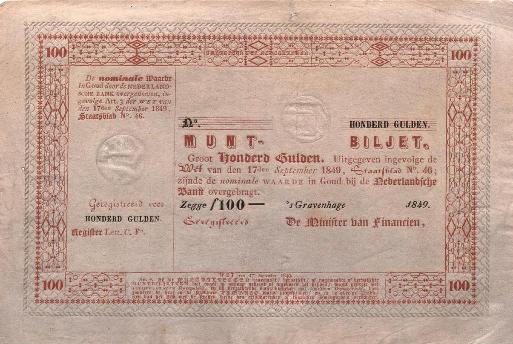 100
100
De nominale Waarde
in Goud door de NEDERLAND-
SCHE BANK overgenomen, in-
gevolge Art. 3 der WET van
den 17den September 1849,
Staatsblad No. 46.
No.
HONDERD GULDEN.
MUNT-BILJET.
Groot Honderd Gulden. Uitgegeven ingevolge de
Wet van den 17den September 1849, Staatsblad No. 46;
zijnde de nominale WAARDE in Goud bij de Nederlandsche
Bank overgebragt.
Geregistreerd voor
HONDERD GULDEN.
Register Lett. C. Fo.
Zegge f100— 's Gravenhage 1849.
Geregistreerd
De Minister van Financien,
100
100